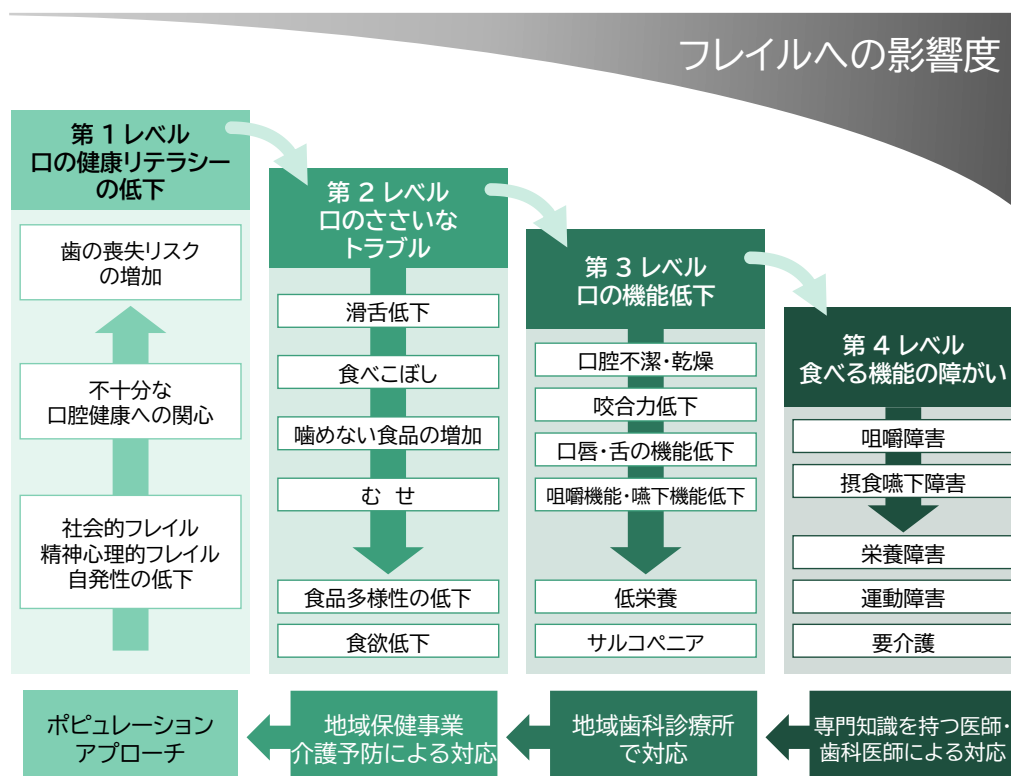 フレイルへの影響度
第1レベル
口の健康リテラシー
の低下
歯の喪失リスク
の増加
不十分な
口腔健康への関心
社会的フレイル
精神心理的フレイル
自発性の低下
ポピュレーション
アプローチ
第2レベル
口のささいな
トラブル
滑舌低下
食べこぼし
噛めない食品の増加
むせ
食品多様性の低下
食欲低下
地域保健事業
介護予防による対応
第3レベル
口の機能低下
口腔不潔・乾燥
咬合力低下
口唇・舌の機能低下
咀嚼機能・嚥下機能低下
低栄養
サルコペニア
地域歯科診療所
で対応
第4レベル
食べる機能の障がい
咀嚼障害
摂食嚥下障害
栄養障害
運動障害
要介護
専門知識を持つ医師・
歯科医師による対応